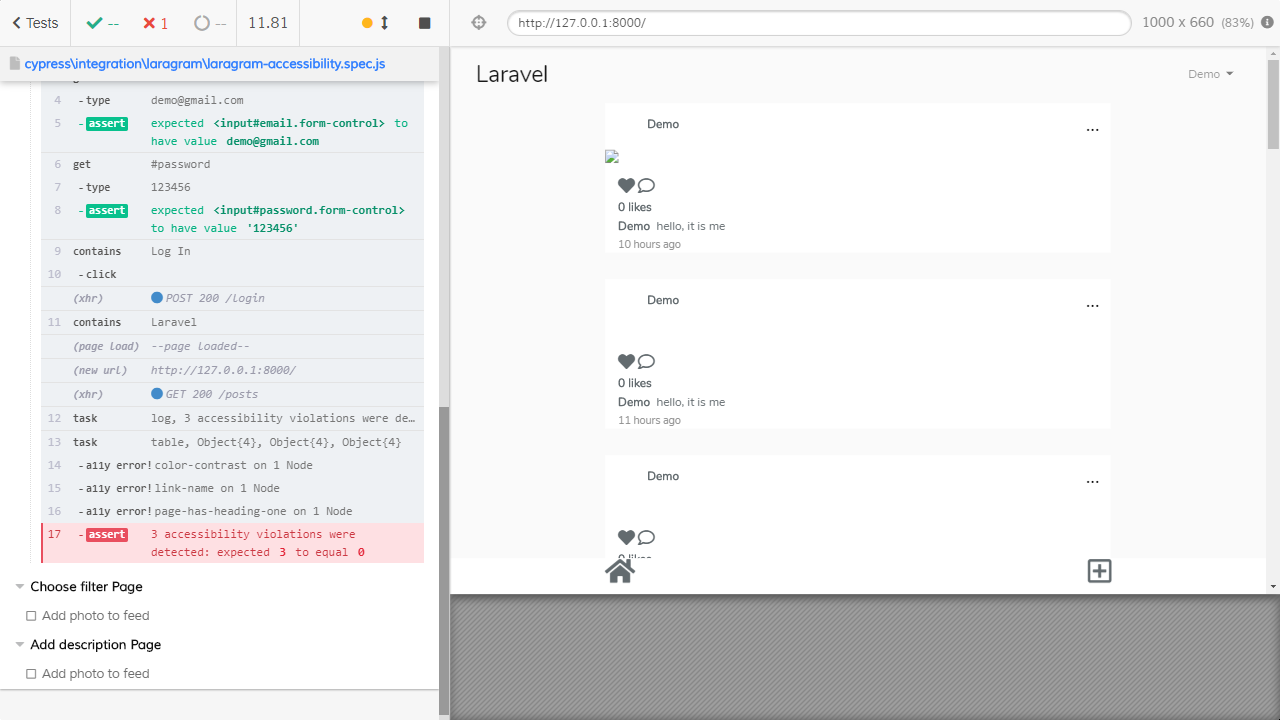 Tests
--
1
--
11.81
http://127.0.0.1:8000/
1000 x 660 (83%)
cypress\integration\laragram\laragram-accessibility.spec.js
4 -type demo@gmail.com
5 -assert expected <input#email.form-control> to
have value demo@gmail.com
6 get #password
7 -type 123456
8 -assert expected <input#password.form-control>
to have value '123456'
9 contains Log In
10 -click
(xhr) POST 200 /login
11 contains Laravel
(page load) --page loaded--
(new url) http://127.0.0.1:8000/
(xhr) GET 200 /posts
12 task log, 3 accessibility violations were de…
13 task table, Object{4}, Object{4}, Object{4}
14 -a11y error! color-contrast on 1 Node
15 -a11y error! link-name on 1 Node
16 -a11y error! page-has-heading-one on 1 Node
17 -assert 3 accessibility violations were
detected: expected 3 to equal 0
Choose filter Page
Add photo to feed
Add description Page
Add photo to feed
Laravel
Demo
Demo
...
0 likes
Demo hello, it is me
10 hours ago
Demo
...
0 likes
Demo hello, it is me
11 hours ago
Demo
...
0 likes